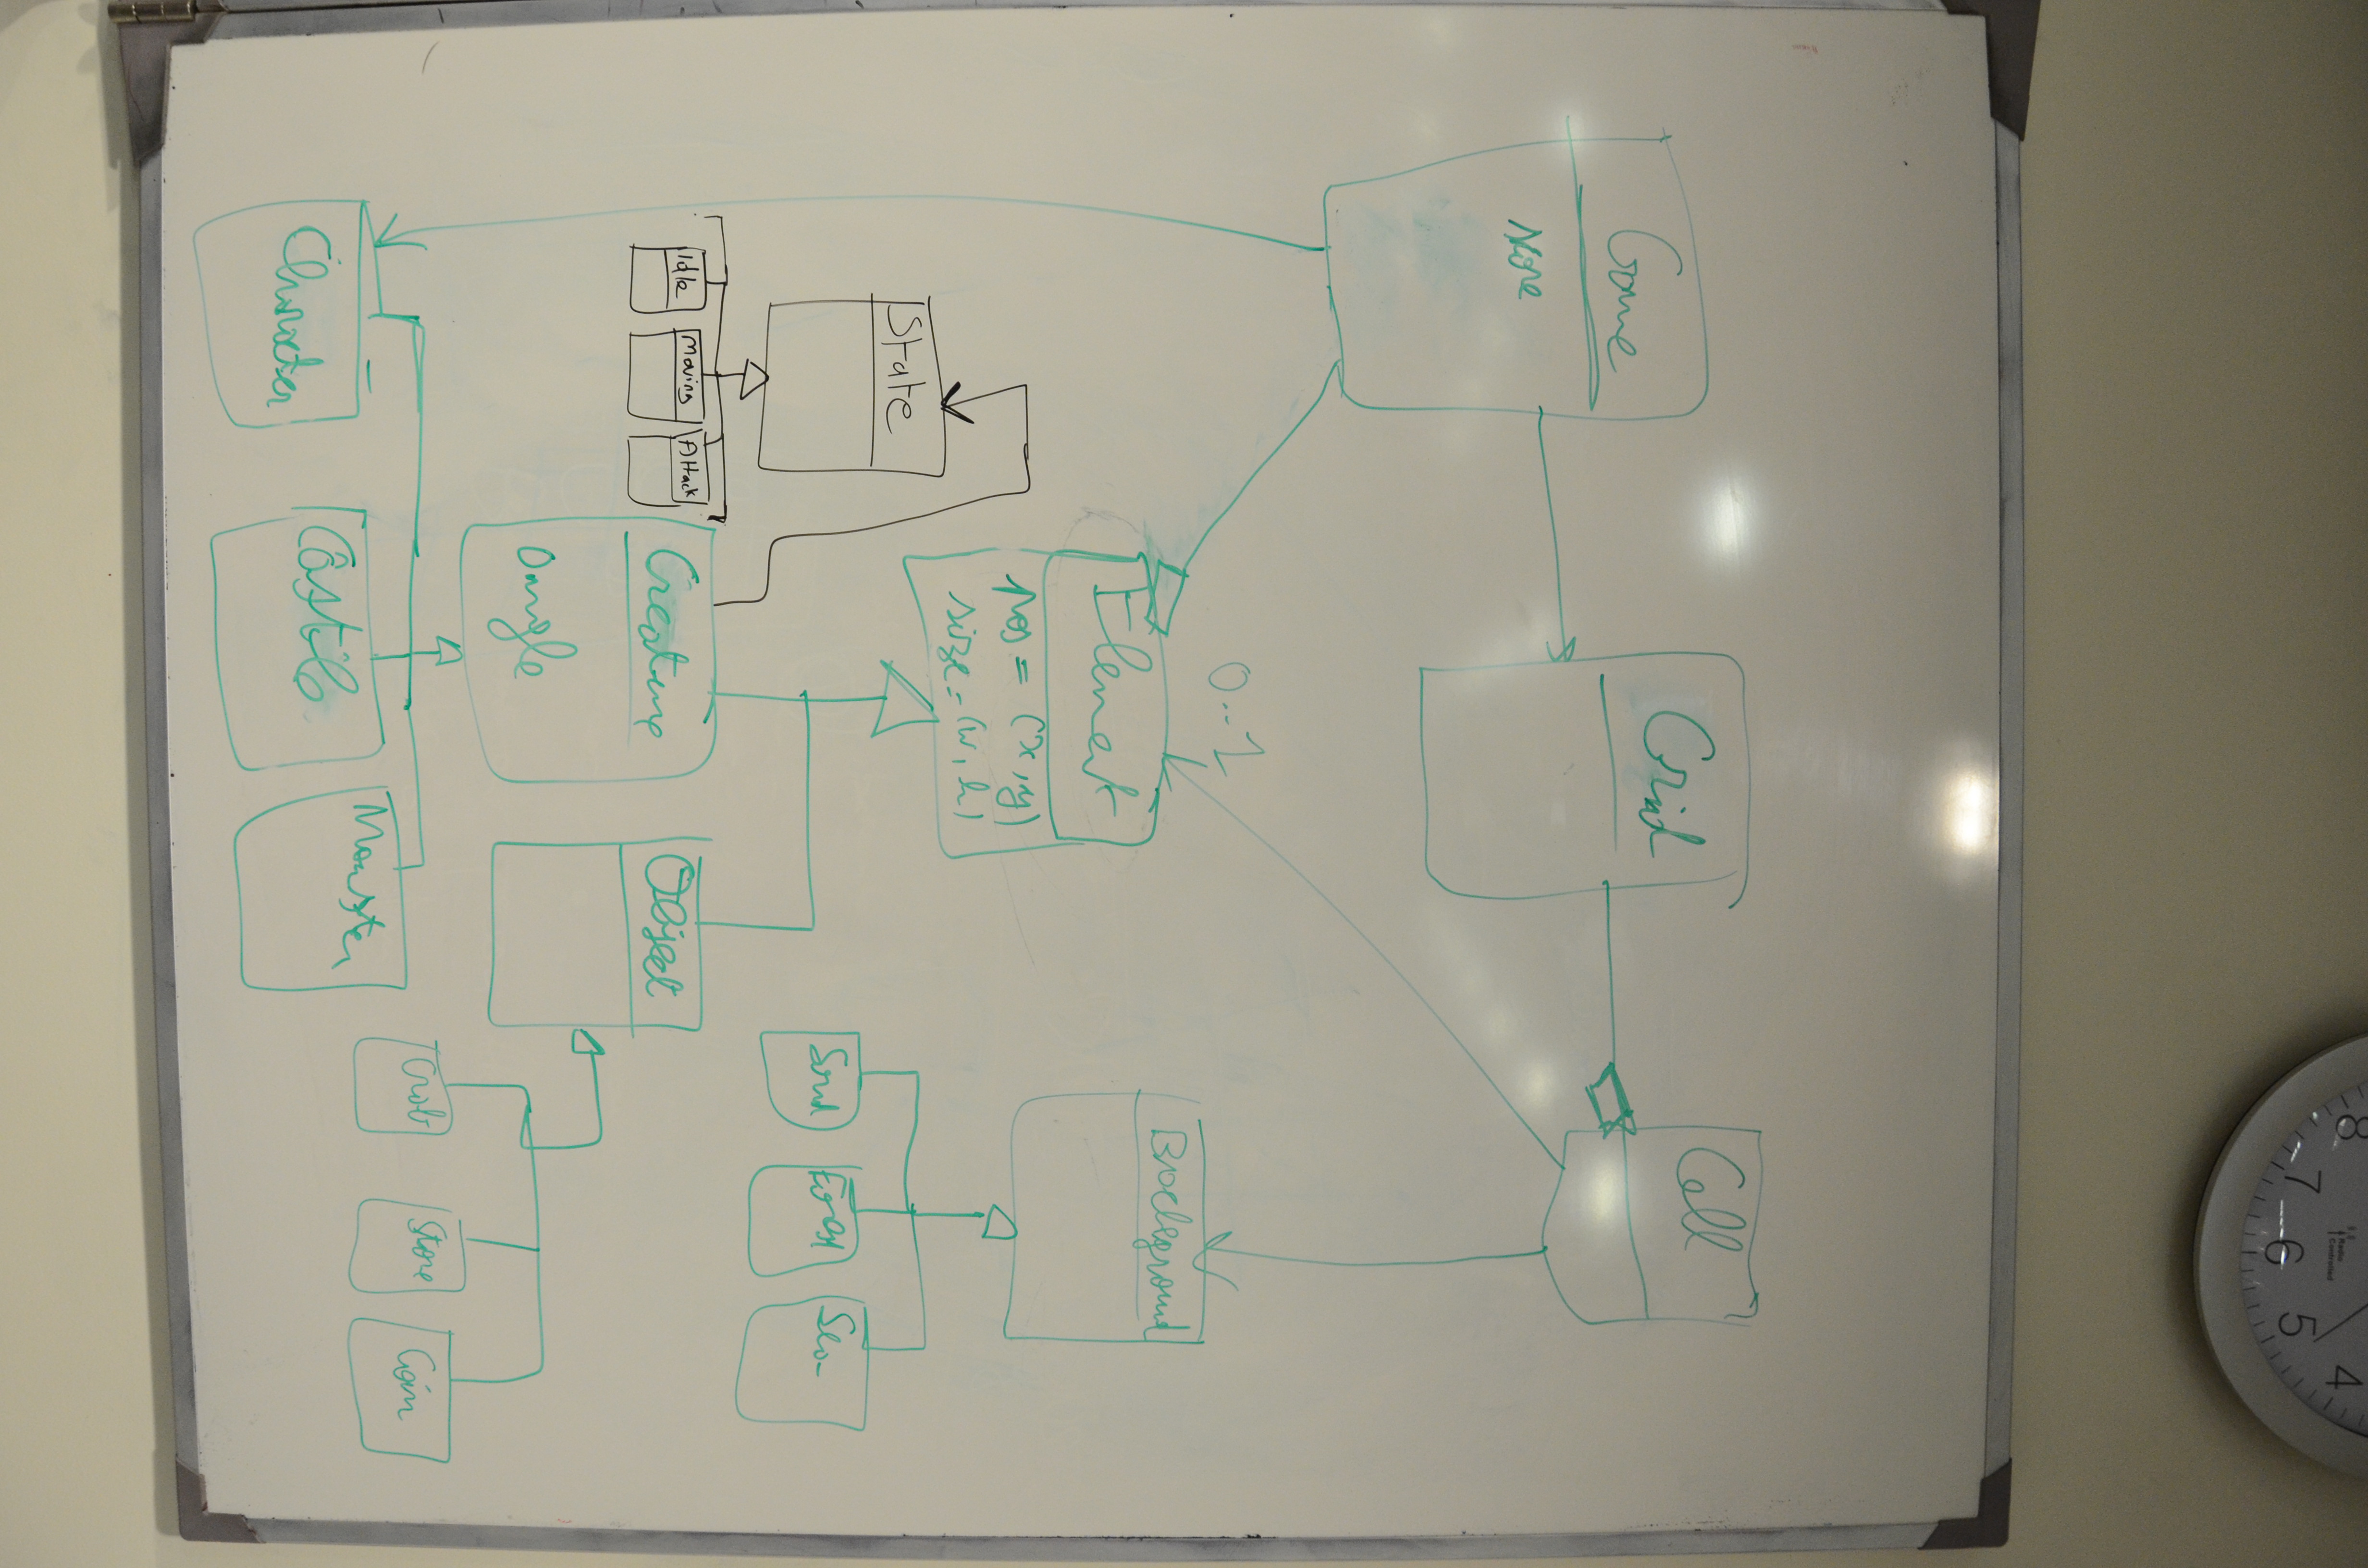 8
4
Radio
Controlled
7
5
6
Cell
Grid
Game
score
0..1
Background
Element
pos = (x, y)
size = (w, h)
State
Sand
Forest
Sea
Idle
Moving
Attack
Creature
Object
angle
Crab
Stone
Coin
Character
Castle
Monster